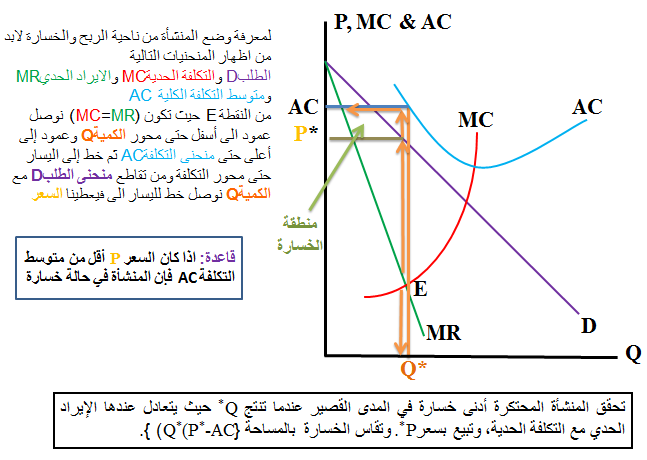 P, MC & AC
لمعرفة وضع المنشأة من ناحية الربح والخسارة لابد
من اظهار المنحنيات التالية
الطلبD والتكلفة الحديةMC والايراد الحديMR
ومتوسط التكلفة الكلية AC
من النقطة E حيث تكون (MC=MR) نوصل
عمود الى أسفل حتى محور الكميةQ وعمود إلى
أعلى حتى منحنى التكلفةAC ثم خط إلى اليسار
حتى محور التكلفة ومن تقاطع منحنى الطلبD مع
الكميةQ نوصل خط لليسار الى فيعطينا السعر
قاعدة: اذا كان السعر P أقل من متوسط
التكلفةAC فإن المنشأة في حالة خسارة
AC
P*
MC
AC
منطقة
الخسارة
E
MR
D
Q
Q*
تحقق المنشأة المحتكرة أدنى خسارة في المدى القصير عندما تنتج Q* حيث يتعادل عندها الإيراد
الحدي مع التكلفة الحدية، وتبيع بسعرP*. وتقاس الخسارة بالمساحة {Q*(P*-AC) }.